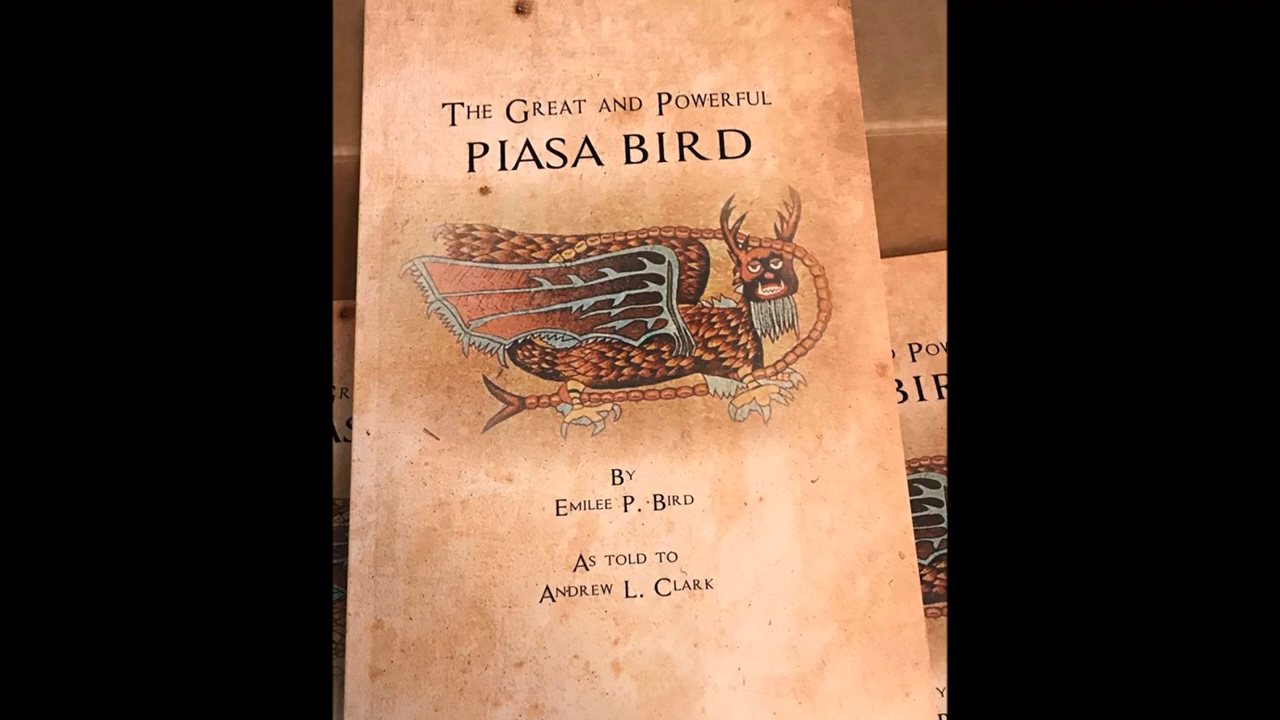 The Great and Powerful
PIASA BIRD
By
Emilee P. Bird
As told to
Andrew L. Clark